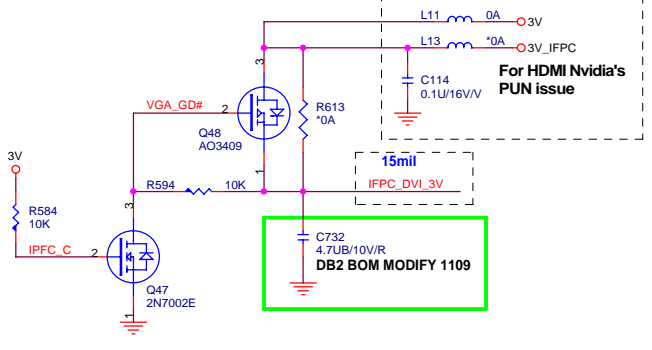 L11 0A 3V
L13 *0A 3V_IFPC
C114
0.1U/16V/V
For HDMI Nvidia's
PUN issue
3
VGA_GD# 2
R613
*0A
Q48
AO3409
1
15mil
3V
R594 10K IFPC_DVI_3V
R584
10K
3
C732
4.7UB/10V/R
DB2 BOM MODIFY 1109
IPFC_C 2
Q47
2N7002E
1